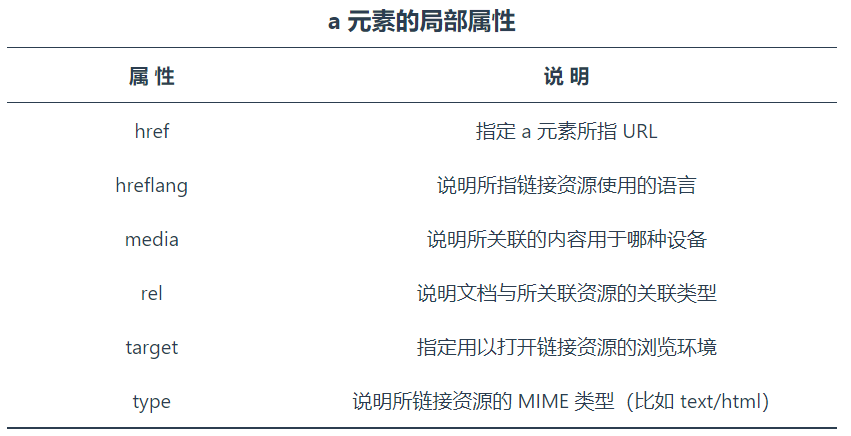 a 元素的局部属性
属 性 说 明
href 指定 a 元素所指 URL
hreflang 说明所指链接资源使用的语言
media 说明所关联的内容用于哪种设备
rel 说明文档与所关联资源的关联类型
target 指定用以打开链接资源的浏览环境
type 说明所链接资源的 MIME 类型（比如 text/html）